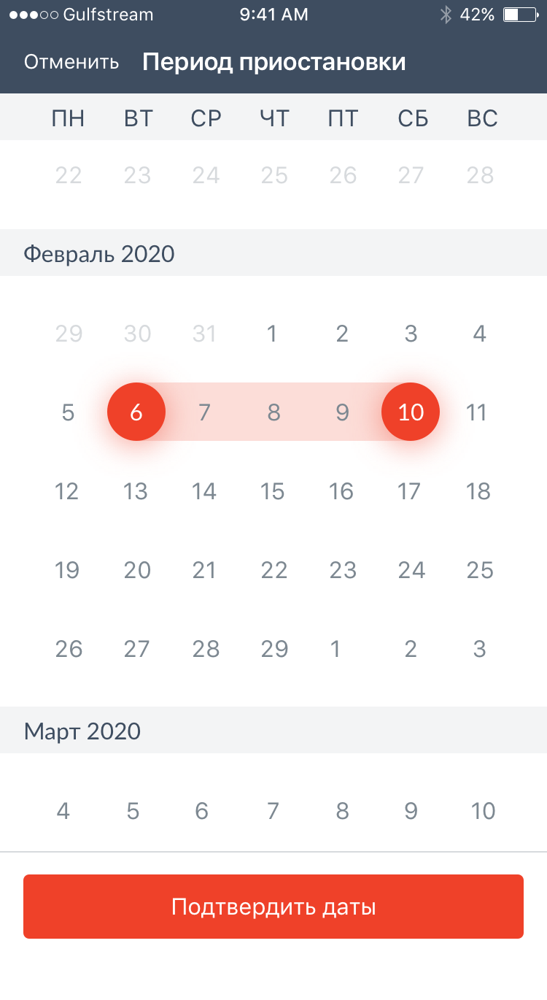 Gulfstream 9:41 AM 42%
Отменить Период приостановки
ПН ВТ СР ЧТ ПТ СБ ВС
22 23 24 25 26 27 28
Февраль 2020
29 30 31 1 2 3 4
5 6 7 8 9 10 11
12 13 14 15 16 17 18
19 20 21 22 23 24 25
26 27 28 29 1 2 3
Март 2020
4 5 6 7 8 9 10
Подтвердить даты